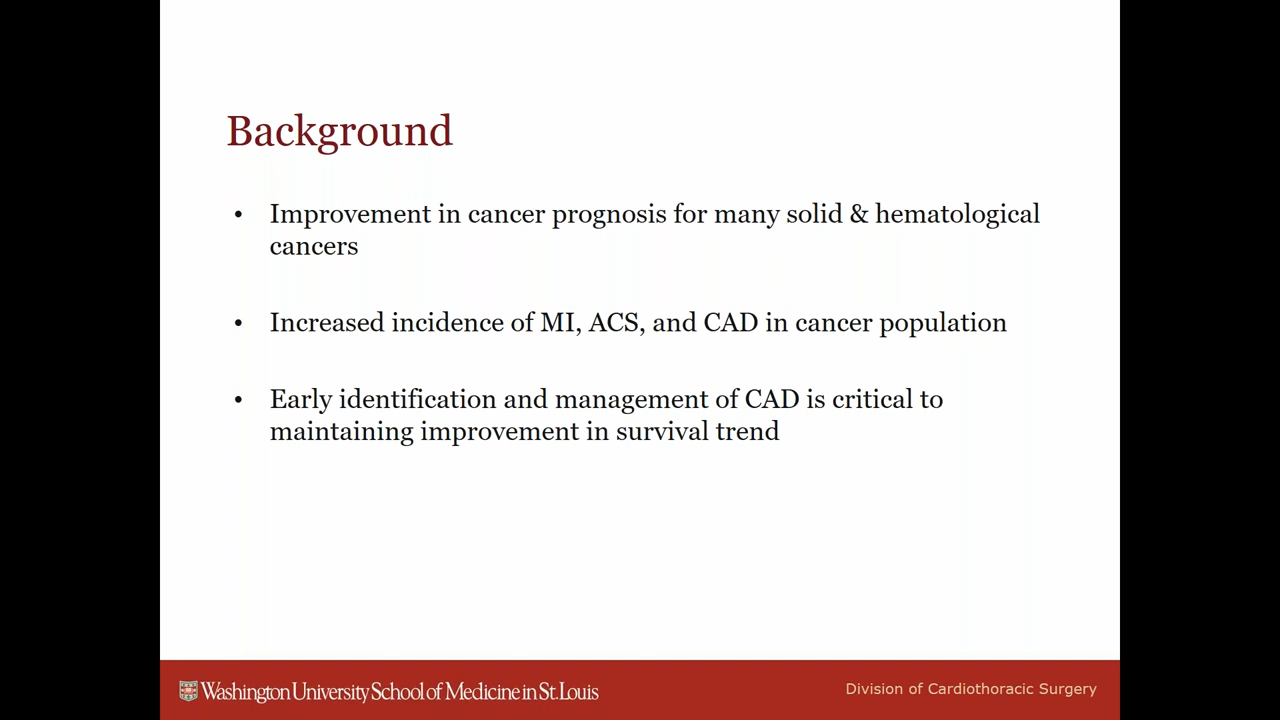 Background
• Improvement in cancer prognosis for many solid & hematological
cancers
• Increased incidence of MI, ACS, and CAD in cancer population
• Early identification and management of CAD is critical to
maintaining improvement in survival trend
Washington University School of Medicine in St. Louis
Division of Cardiothoracic Surgery